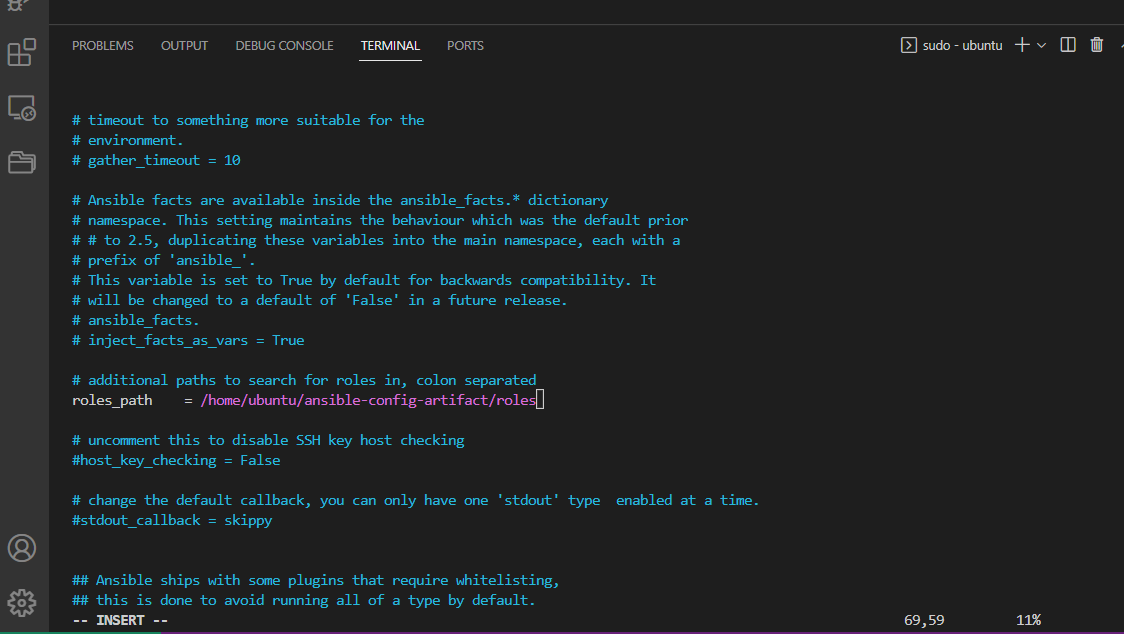 PROBLEMS OUTPUT DEBUG CONSOLE TERMINAL PORTS sudo - ubuntu
# timeout to something more suitable for the
# environment.
# gather_timeout = 10
# Ansible facts are available inside the ansible_facts.* dictionary
# namespace. This setting maintains the behaviour which was the default prior
# # to 2.5, duplicating these variables into the main namespace, each with a
# prefix of 'ansible_'.
# This variable is set to True by default for backwards compatibility. It
# will be changed to a default of 'False' in a future release.
# ansible_facts.
# inject_facts_as_vars = True
# additional paths to search for roles in, colon separated
roles_path    = /home/ubuntu/ansible-config-artifact/roles
# uncomment this to disable SSH key host checking
#host_key_checking = False
# change the default callback, you can only have one 'stdout' type  enabled at a time.
#stdout_callback = skippy
## Ansible ships with some plugins that require whitelisting,
## this is done to avoid running all of a type by default.
-- INSERT -- 69,59 11%